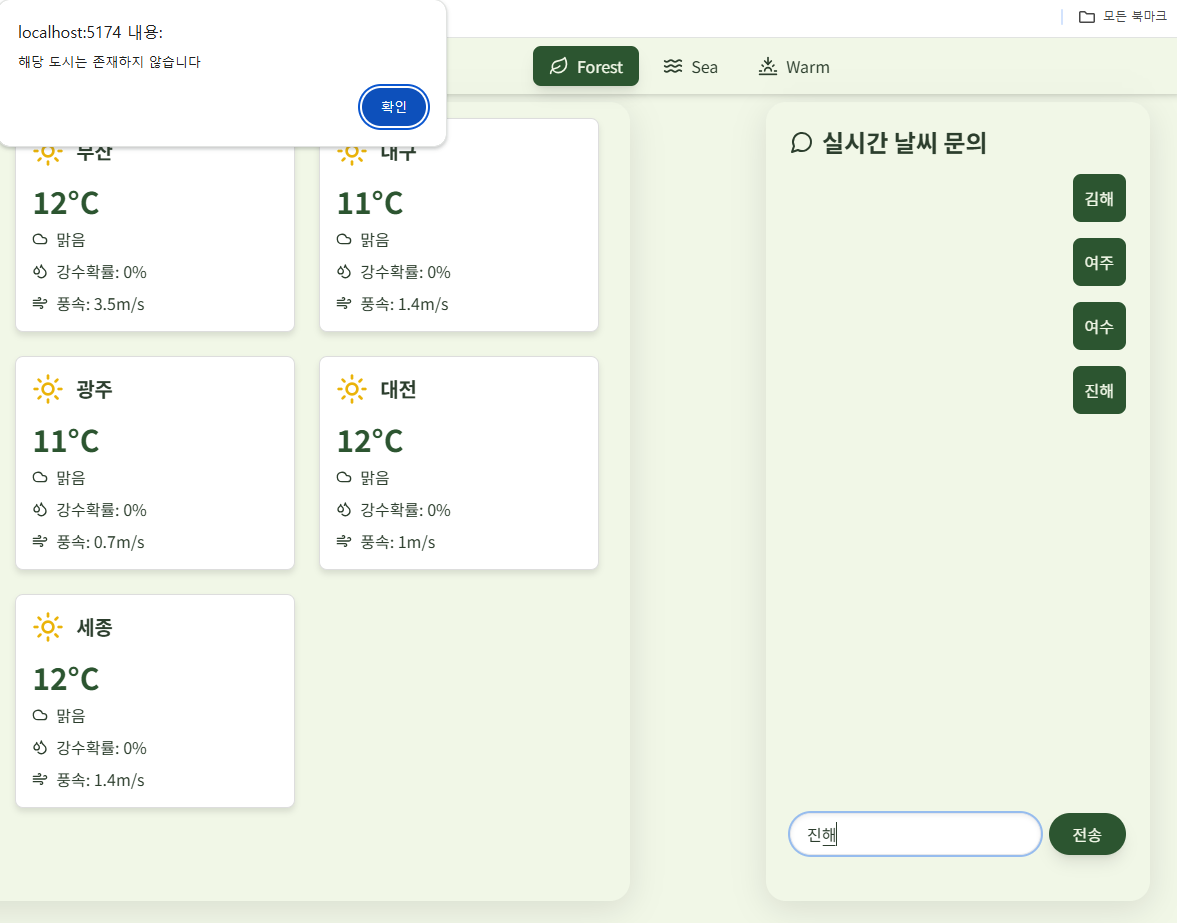 localhost:5174 내용:
해당 도시는 존재하지 않습니다
확인
모든 북마크
Forest
Sea
Warm
부산
12°C
맑음
강수확률: 0%
풍속: 3.5m/s
대구
11°C
맑음
강수확률: 0%
풍속: 1.4m/s
광주
11°C
맑음
강수확률: 0%
풍속: 0.7m/s
대전
12°C
맑음
강수확률: 0%
풍속: 1m/s
세종
12°C
맑음
강수확률: 0%
풍속: 1.4m/s
실시간 날씨 문의
김해
여주
여수
진해
진해
전송